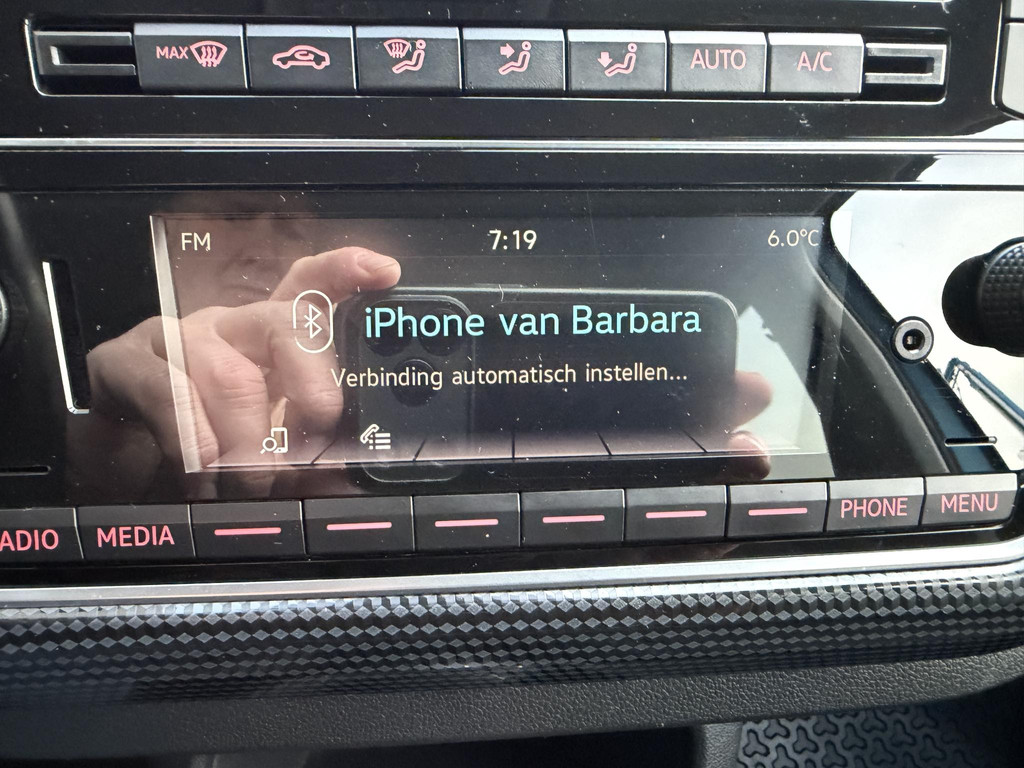 MAX
AUTO
A/C
FM 7:19 6.0°C
iPhone van Barbara
Verbinding automatisch instellen...
ADIO MEDIA PHONE MENU